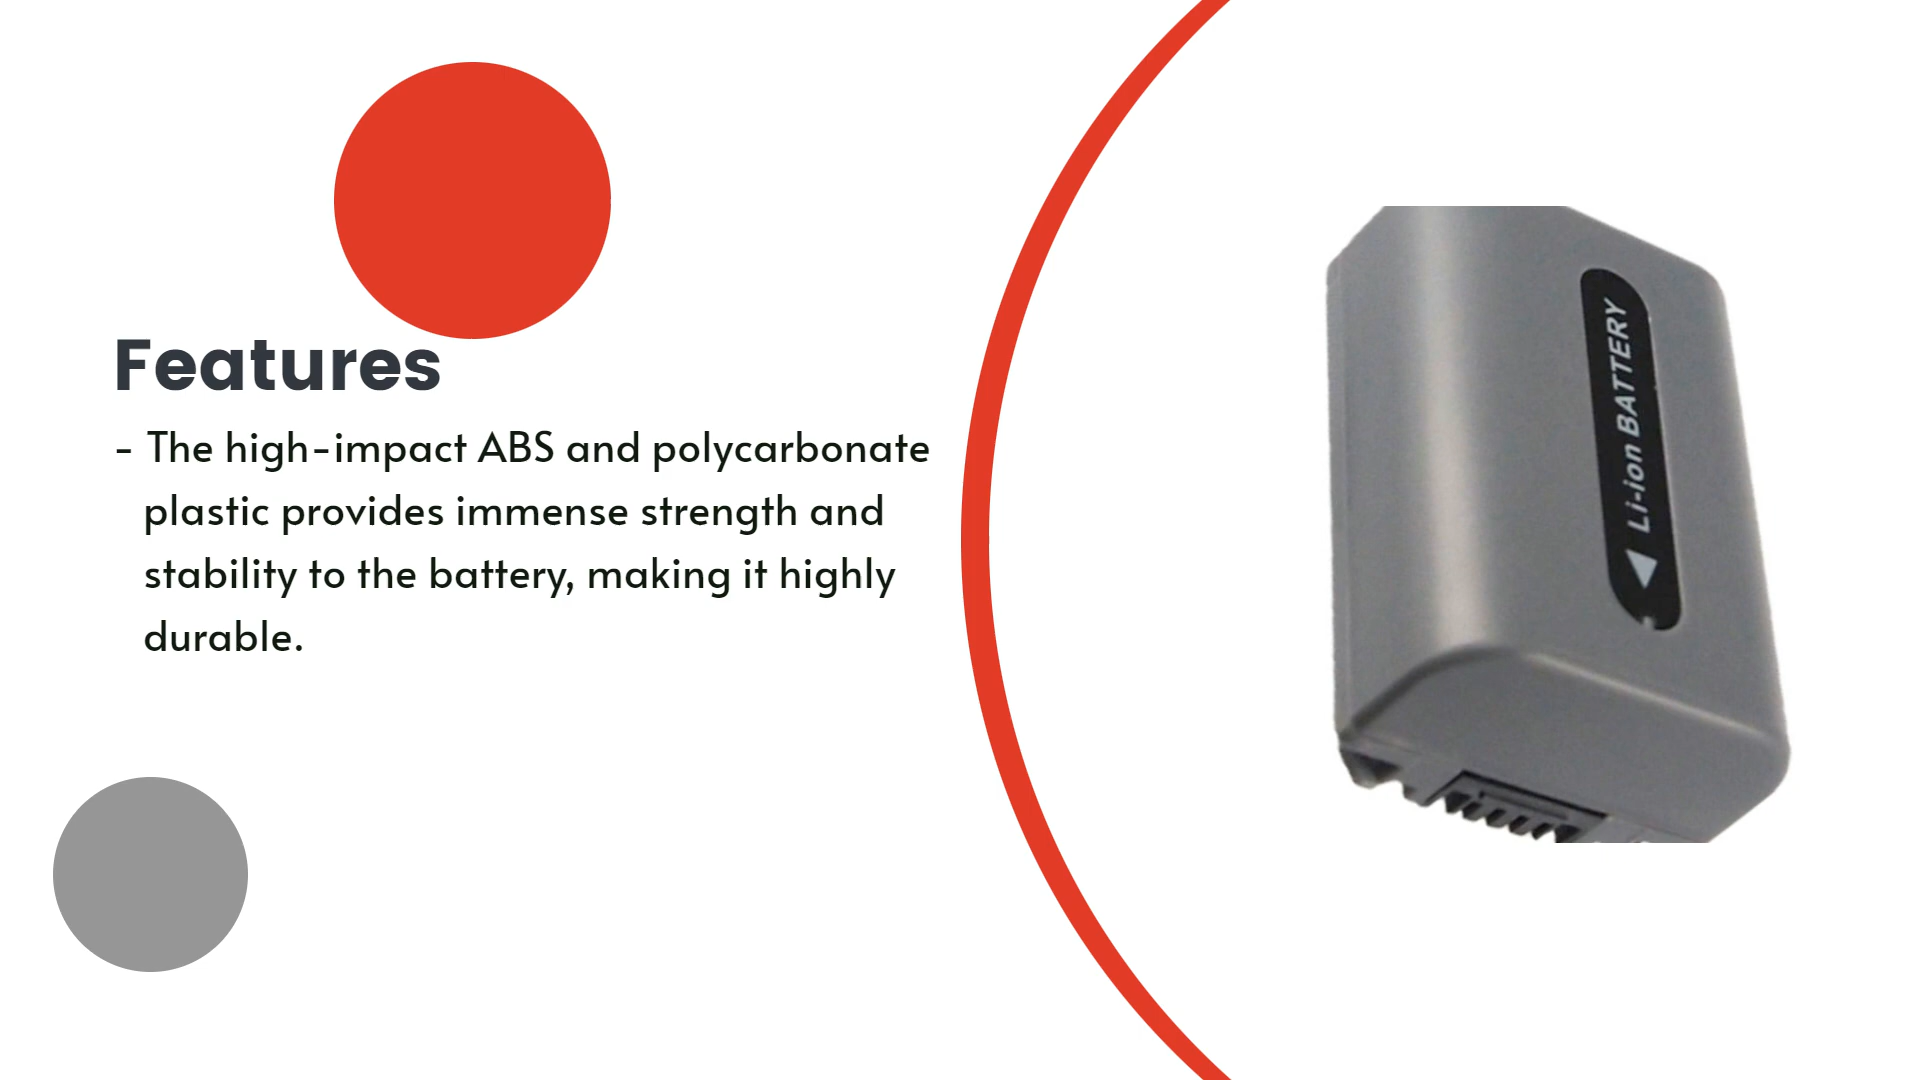 Features
- The high-impact ABS and polycarbonate
plastic provides immense strength and
stability to the battery, making it highly
durable.
Li-ion BATTERY